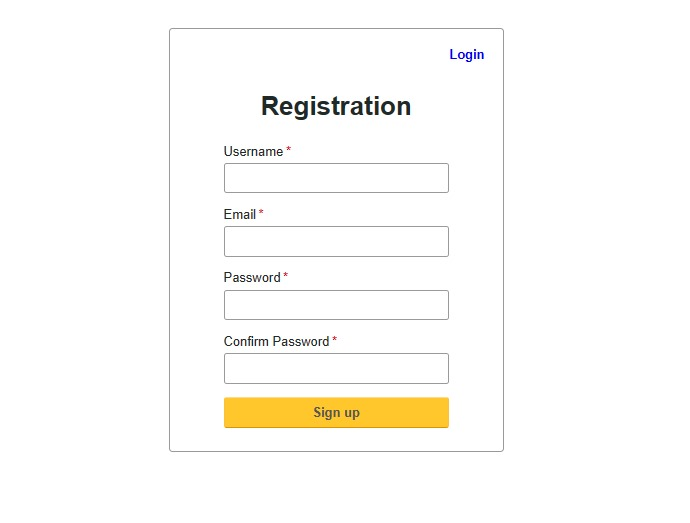 Login
Registration
Username *
Email *
Password *
Confirm Password *
Sign up